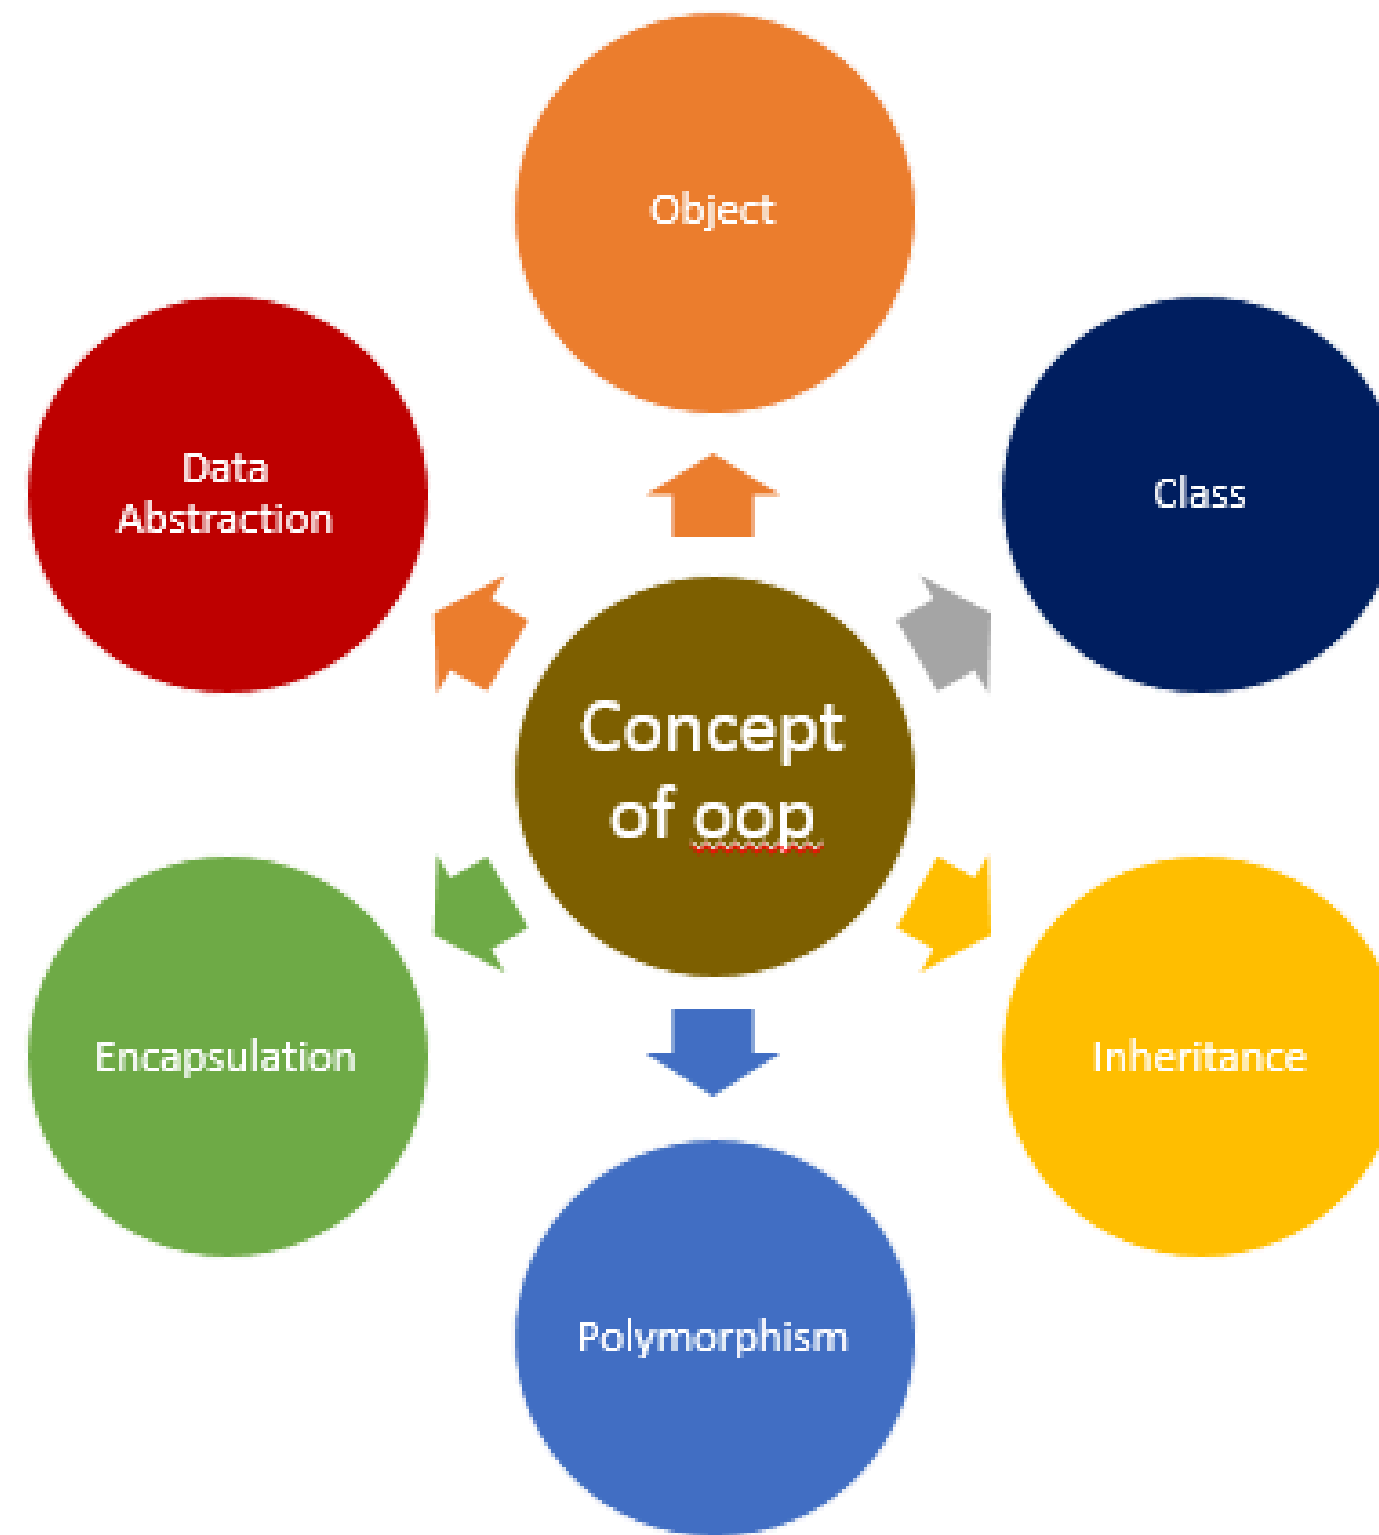 Object
Data
Abstraction
Class
Concept
of oop
Encapsulation
Inheritance
Polymorphism